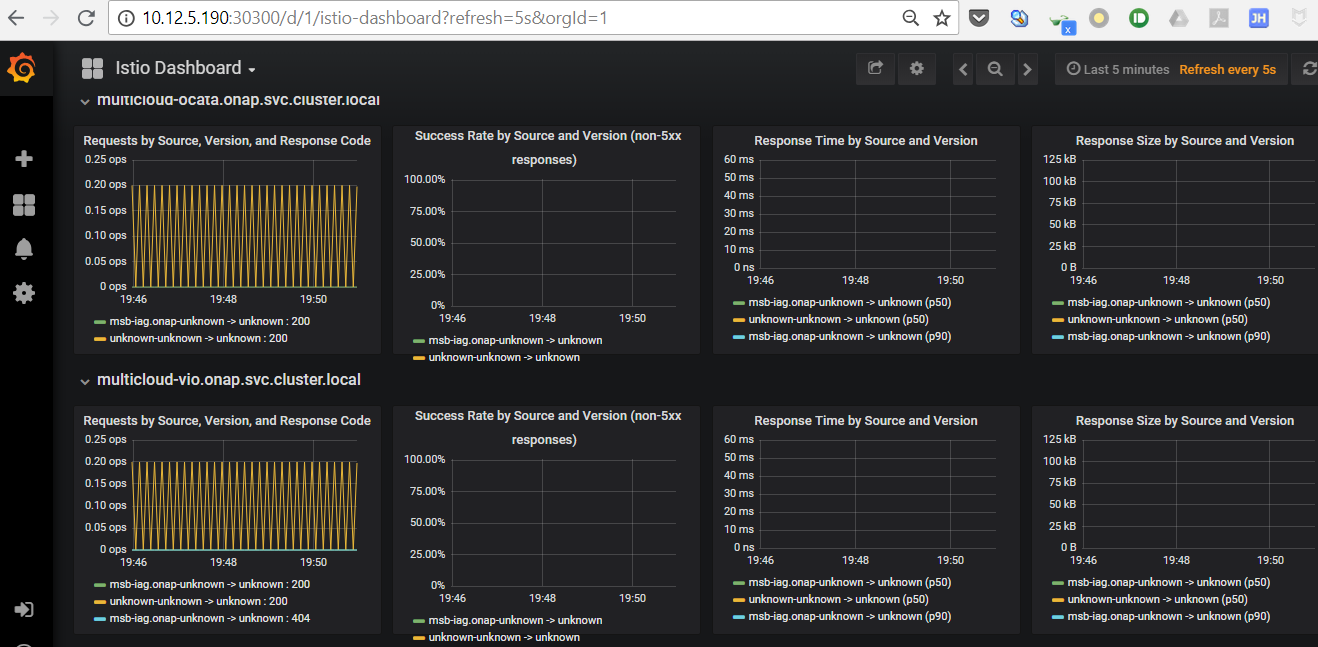 10.12.5.190:30300/d/1/istio-dashboard?refresh=5s&orgId=1
x
JH
Istio Dashboard
Last 5 minutes Refresh every 5s
multicloud-ocata.onap.svc.cluster.local
Requests by Source, Version, and Response Code
0.25 ops
0.20 ops
0.15 ops
0.10 ops
0.05 ops
0 ops
19:46 19:48 19:50
msb-iag.onap-unknown -> unknown : 200
unknown-unknown -> unknown : 200
Success Rate by Source and Version (non-5xx
responses)
100.00%
75.00%
50.00%
25.00%
0%
19:46 19:48 19:50
msb-iag.onap-unknown -> unknown
unknown-unknown -> unknown
Response Time by Source and Version
60 ms
50 ms
40 ms
30 ms
20 ms
10 ms
0 ns
19:46 19:48 19:50
msb-iag.onap-unknown -> unknown (p50)
unknown-unknown -> unknown (p50)
msb-iag.onap-unknown -> unknown (p90)
Response Size by Source and Version
125 kB
100 kB
75 kB
50 kB
25 kB
0 B
19:46 19:48 19:50
msb-iag.onap-unknown -> unknown (p50)
unknown-unknown -> unknown (p50)
msb-iag.onap-unknown -> unknown (p90)
multicloud-vio.onap.svc.cluster.local
Requests by Source, Version, and Response Code
0.25 ops
0.20 ops
0.15 ops
0.10 ops
0.05 ops
0 ops
19:46 19:48 19:50
msb-iag.onap-unknown -> unknown : 200
unknown-unknown -> unknown : 200
msb-iag.onap-unknown -> unknown : 404
Success Rate by Source and Version (non-5xx
responses)
100.00%
75.00%
50.00%
25.00%
0%
19:46 19:48 19:50
msb-iag.onap-unknown -> unknown
unknown-unknown -> unknown
Response Time by Source and Version
60 ms
50 ms
40 ms
30 ms
20 ms
10 ms
0 ns
19:46 19:48 19:50
msb-iag.onap-unknown -> unknown (p50)
unknown-unknown -> unknown (p50)
msb-iag.onap-unknown -> unknown (p90)
Response Size by Source and Version
125 kB
100 kB
75 kB
50 kB
25 kB
0 B
19:46 19:48 19:50
msb-iag.onap-unknown -> unknown (p50)
unknown-unknown -> unknown (p50)
msb-iag.onap-unknown -> unknown (p90)